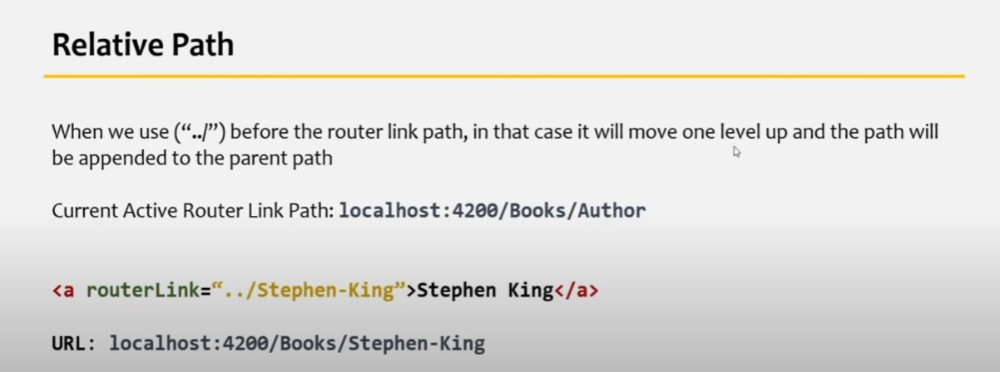 Relative Path
When we use (“../”) before the router link path, in that case it will move one level up and the path will
be appended to the parent path
Current Active Router Link Path: localhost:4200/Books/Author
<a routerLink=“../Stephen-King”>Stephen King</a>
URL: localhost:4200/Books/Stephen-King